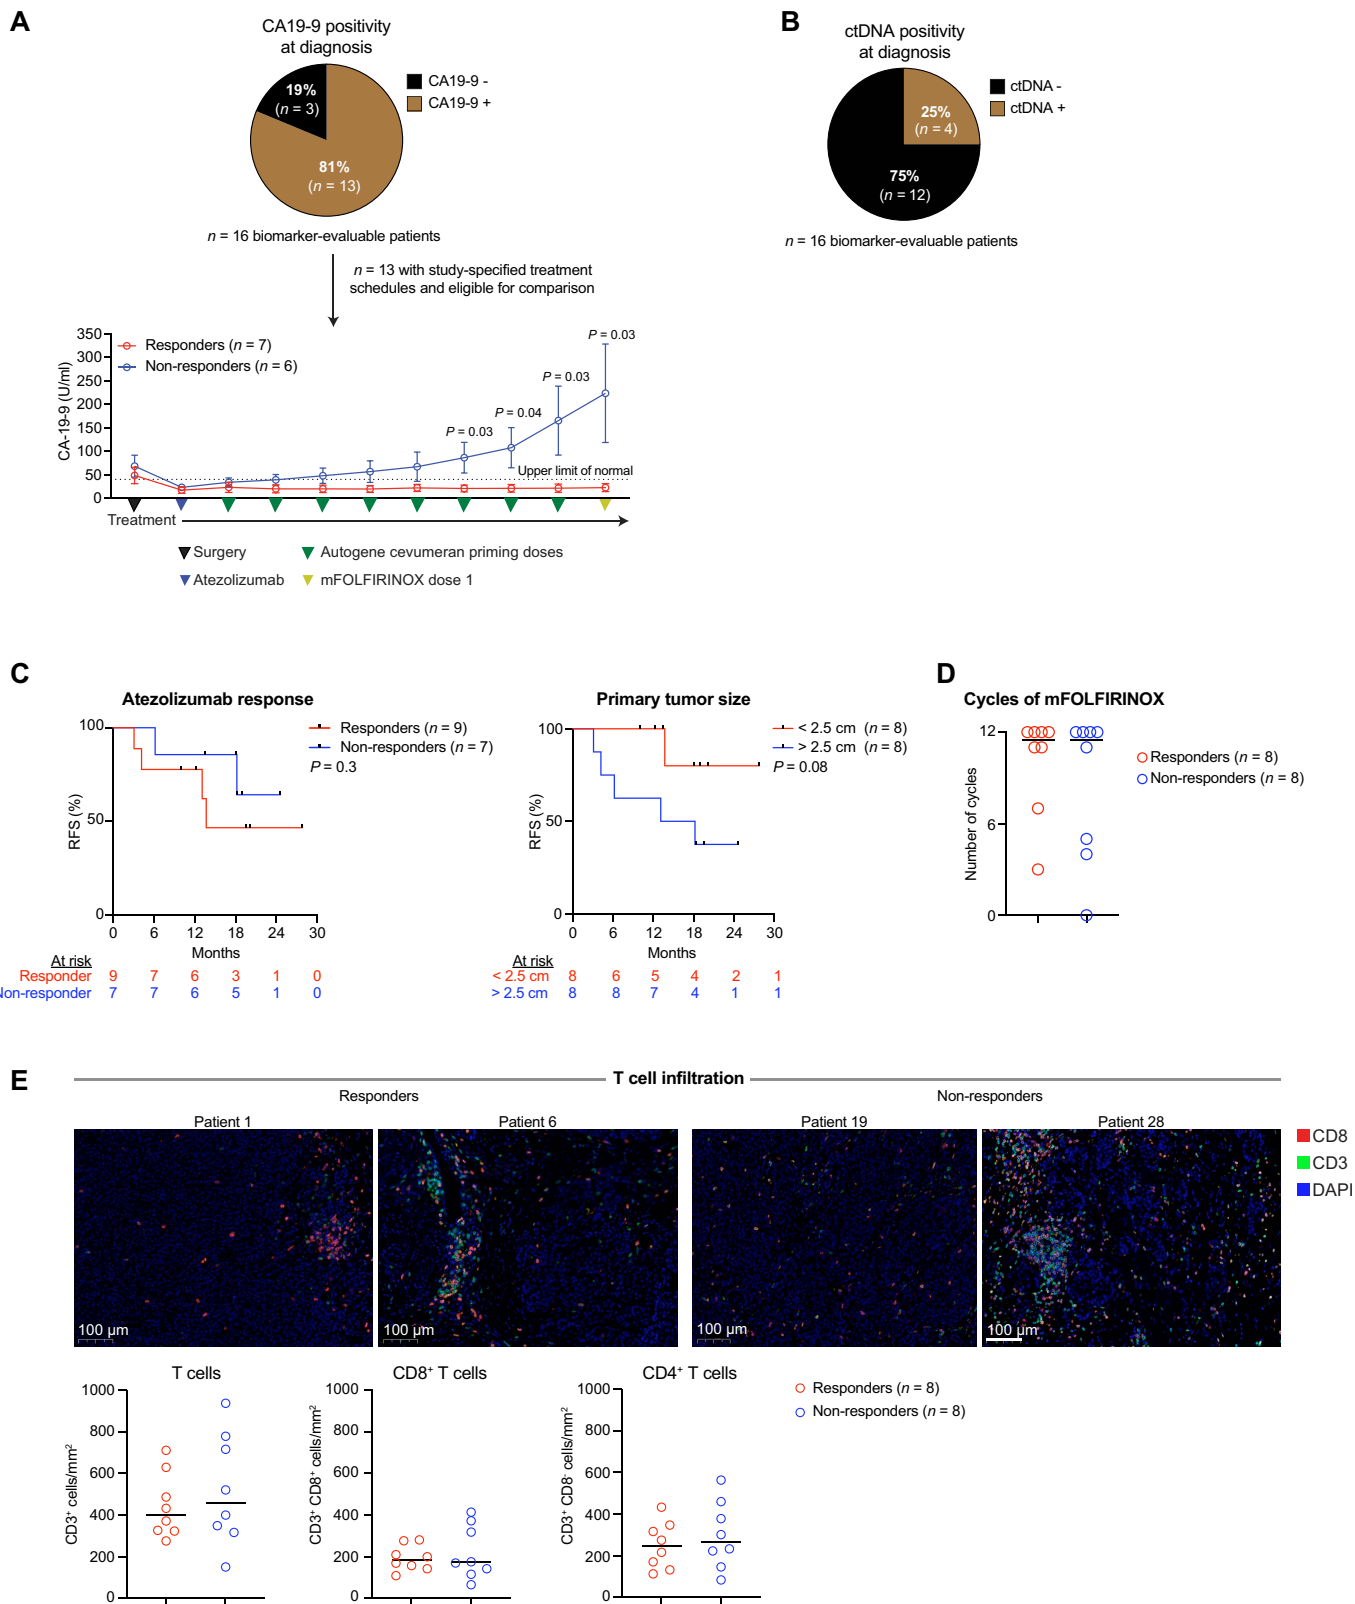 A
CA19-9 positivity
at diagnosis
19%
(n = 3)
81%
(n = 13)
CA19-9 -
CA19-9 +
n = 16 biomarker-evaluable patients
n = 13 with study-specified treatment
schedules and eligible for comparison
CA-19-9 (U/ml)
350
300
250
200
150
100
50
0
Responders (n = 7)
Non-responders (n = 6)
P = 0.03
P = 0.04
P = 0.03
P = 0.03
Upper limit of normal
Treatment
Surgery
Autogene cevumeran priming doses
Atezolizumab
mFOLFIRINOX dose 1
B
ctDNA positivity
at diagnosis
25%
(n = 4)
75%
(n = 12)
ctDNA -
ctDNA +
n = 16 biomarker-evaluable patients
C
Atezolizumab response
RFS (%)
100
50
0
Responders (n = 9)
Non-responders (n = 7)
P = 0.3
0 6 12 18 24 30
Months
At risk
Responder 9 7 6 3 1 0
Non-responder 7 7 6 5 1 0
Primary tumor size
RFS (%)
100
50
0
< 2.5 cm (n = 8)
> 2.5 cm (n = 8)
P = 0.08
0 6 12 18 24 30
Months
At risk
< 2.5 cm 8 6 5 4 2 1
> 2.5 cm 8 8 7 4 1 1
D
Cycles of mFOLFIRINOX
Number of cycles
12
6
0
Responders (n = 8)
Non-responders (n = 8)
E
T cell infiltration
Responders
Non-responders
Patient 1
Patient 6
Patient 19
Patient 28
100 µm
100 µm
100 µm
100 µm
CD8
CD3
DAPI
T cells
CD3+ cells/mm2
1000
800
600
400
200
0
CD8+ T cells
CD3+ CD8+ cells/mm2
1000
800
600
400
200
0
CD4+ T cells
CD3+ CD8- cells/mm2
1000
800
600
400
200
0
Responders (n = 8)
Non-responders (n = 8)